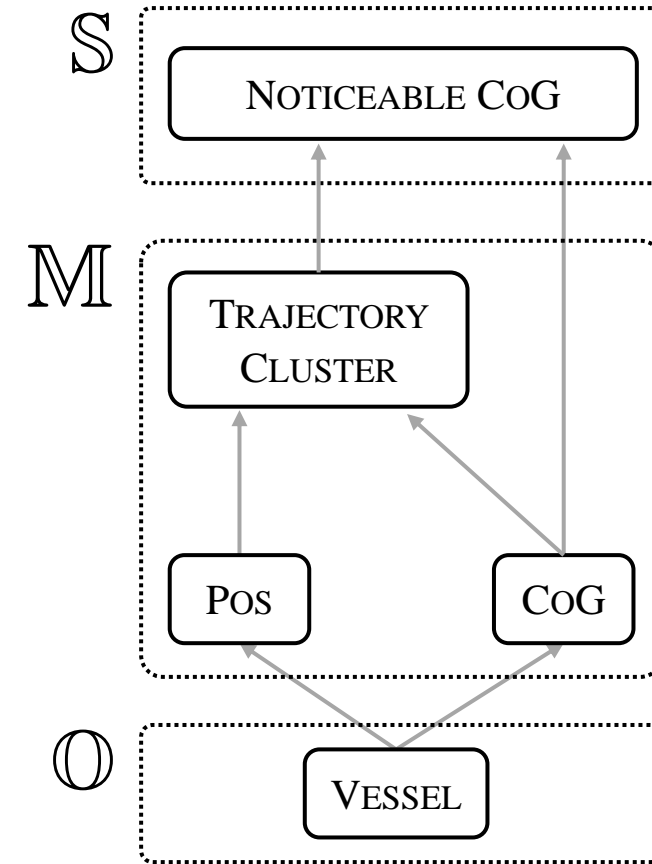 𝕊
NOTICEABLE COG
𝕄
TRAJECTORY
CLUSTER
POS
COG
𝕆
VESSEL